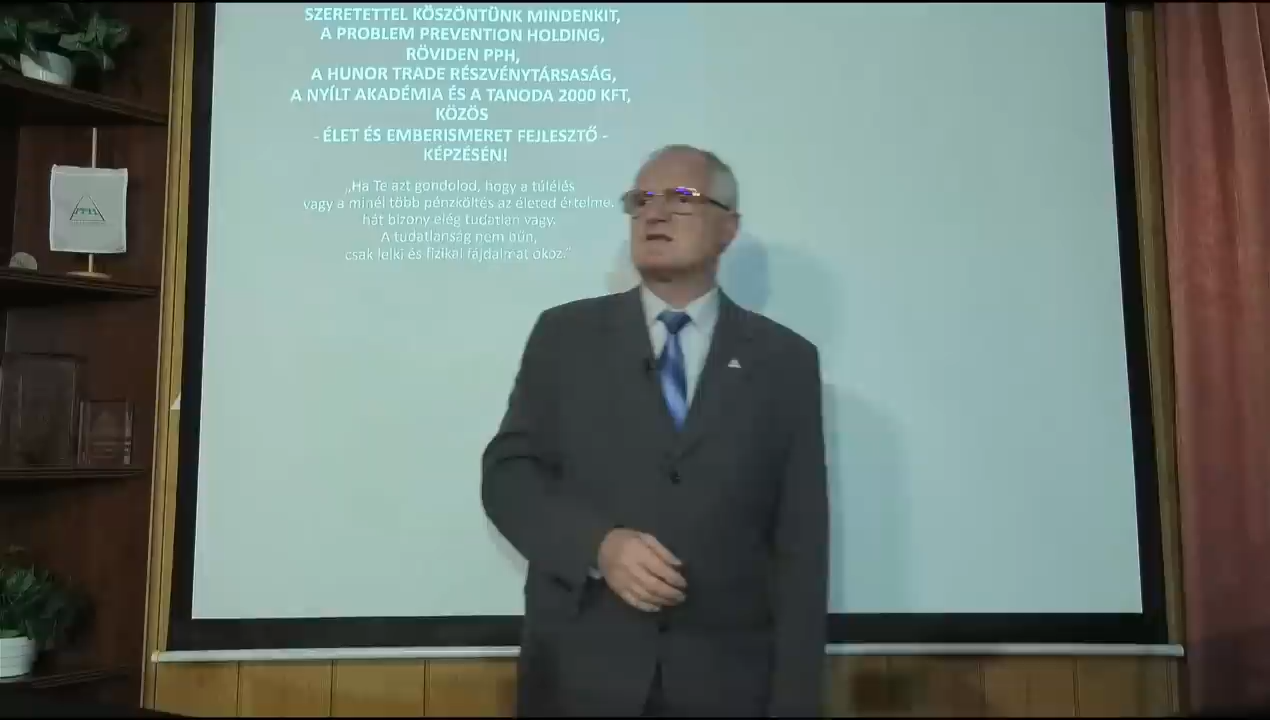 SZERETETTEL KÖSZÖNTÜNK MINDENKIT,
A PROBLEM PREVENTION HOLDING,
RÖVIDEN PPH,
A HUNOR TRADE RÉSZVÉNYTÁRSASÁG,
A NYÍLT AKADÉMIA ÉS A TANODA 2000 KFT,
KÖZÖS
- ÉLET ÉS EMBERISMERET FEJLESZTŐ -
KÉPZÉSÉN!
„Ha Te azt gondolod, hogy a túlélés
vagy a minél több pénzköltés az életed értelme,
hát bizony elég tudatlan vagy.
A tudatlanság nem bűn,
csak lelki és fizikai fájdalmat okoz.”